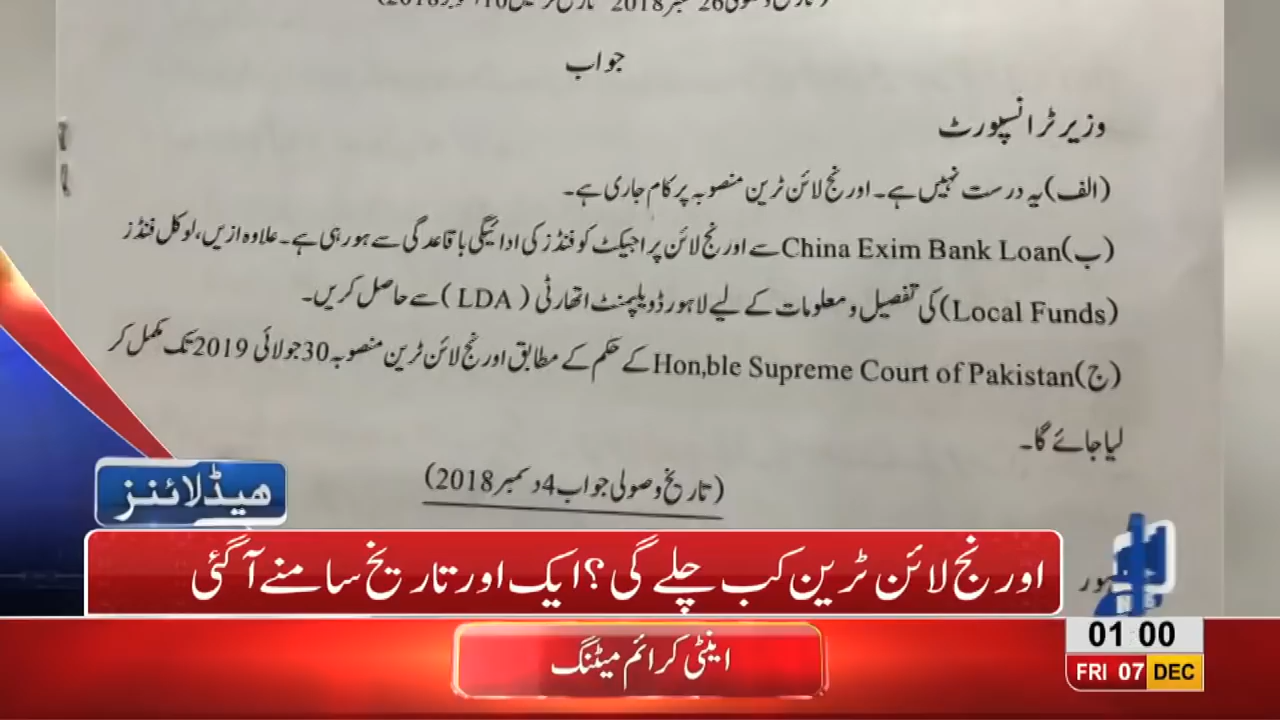 جواب
وزیر ٹرانسپورٹ
(الف) یہ درست نہیں ہے۔ اورنج لائن ٹرین منصوبہ پر کام جاری ہے۔
(ب) China Exim Bank Loan سے اورنج لائن پراجیکٹ کو فنڈز کی ادائیگی باقاعدگی سے ہو رہی ہے۔ علاوہ ازیں، لوکل فنڈز
(Local Funds) کی تفصیل و معلومات کے لیے لاہور ڈویلپمنٹ اتھارٹی (LDA) سے حاصل کریں۔
(ج) Hon,ble Supreme Court of Pakistan کے حکم کے مطابق اورنج لائن ٹرین منصوبہ 30 جولائی 2019 تک مکمل کر
لیا جائے گا۔
(تاریخ وصولی جواب 4 دسمبر 2018)
ھیڈلائنز
اورنج لائن ٹرین کب چلے گی؟ ایک اور تاریخ سامنے آگئی
اینٹی کرائم میٹنگ
01:00
FRI 07 DEC